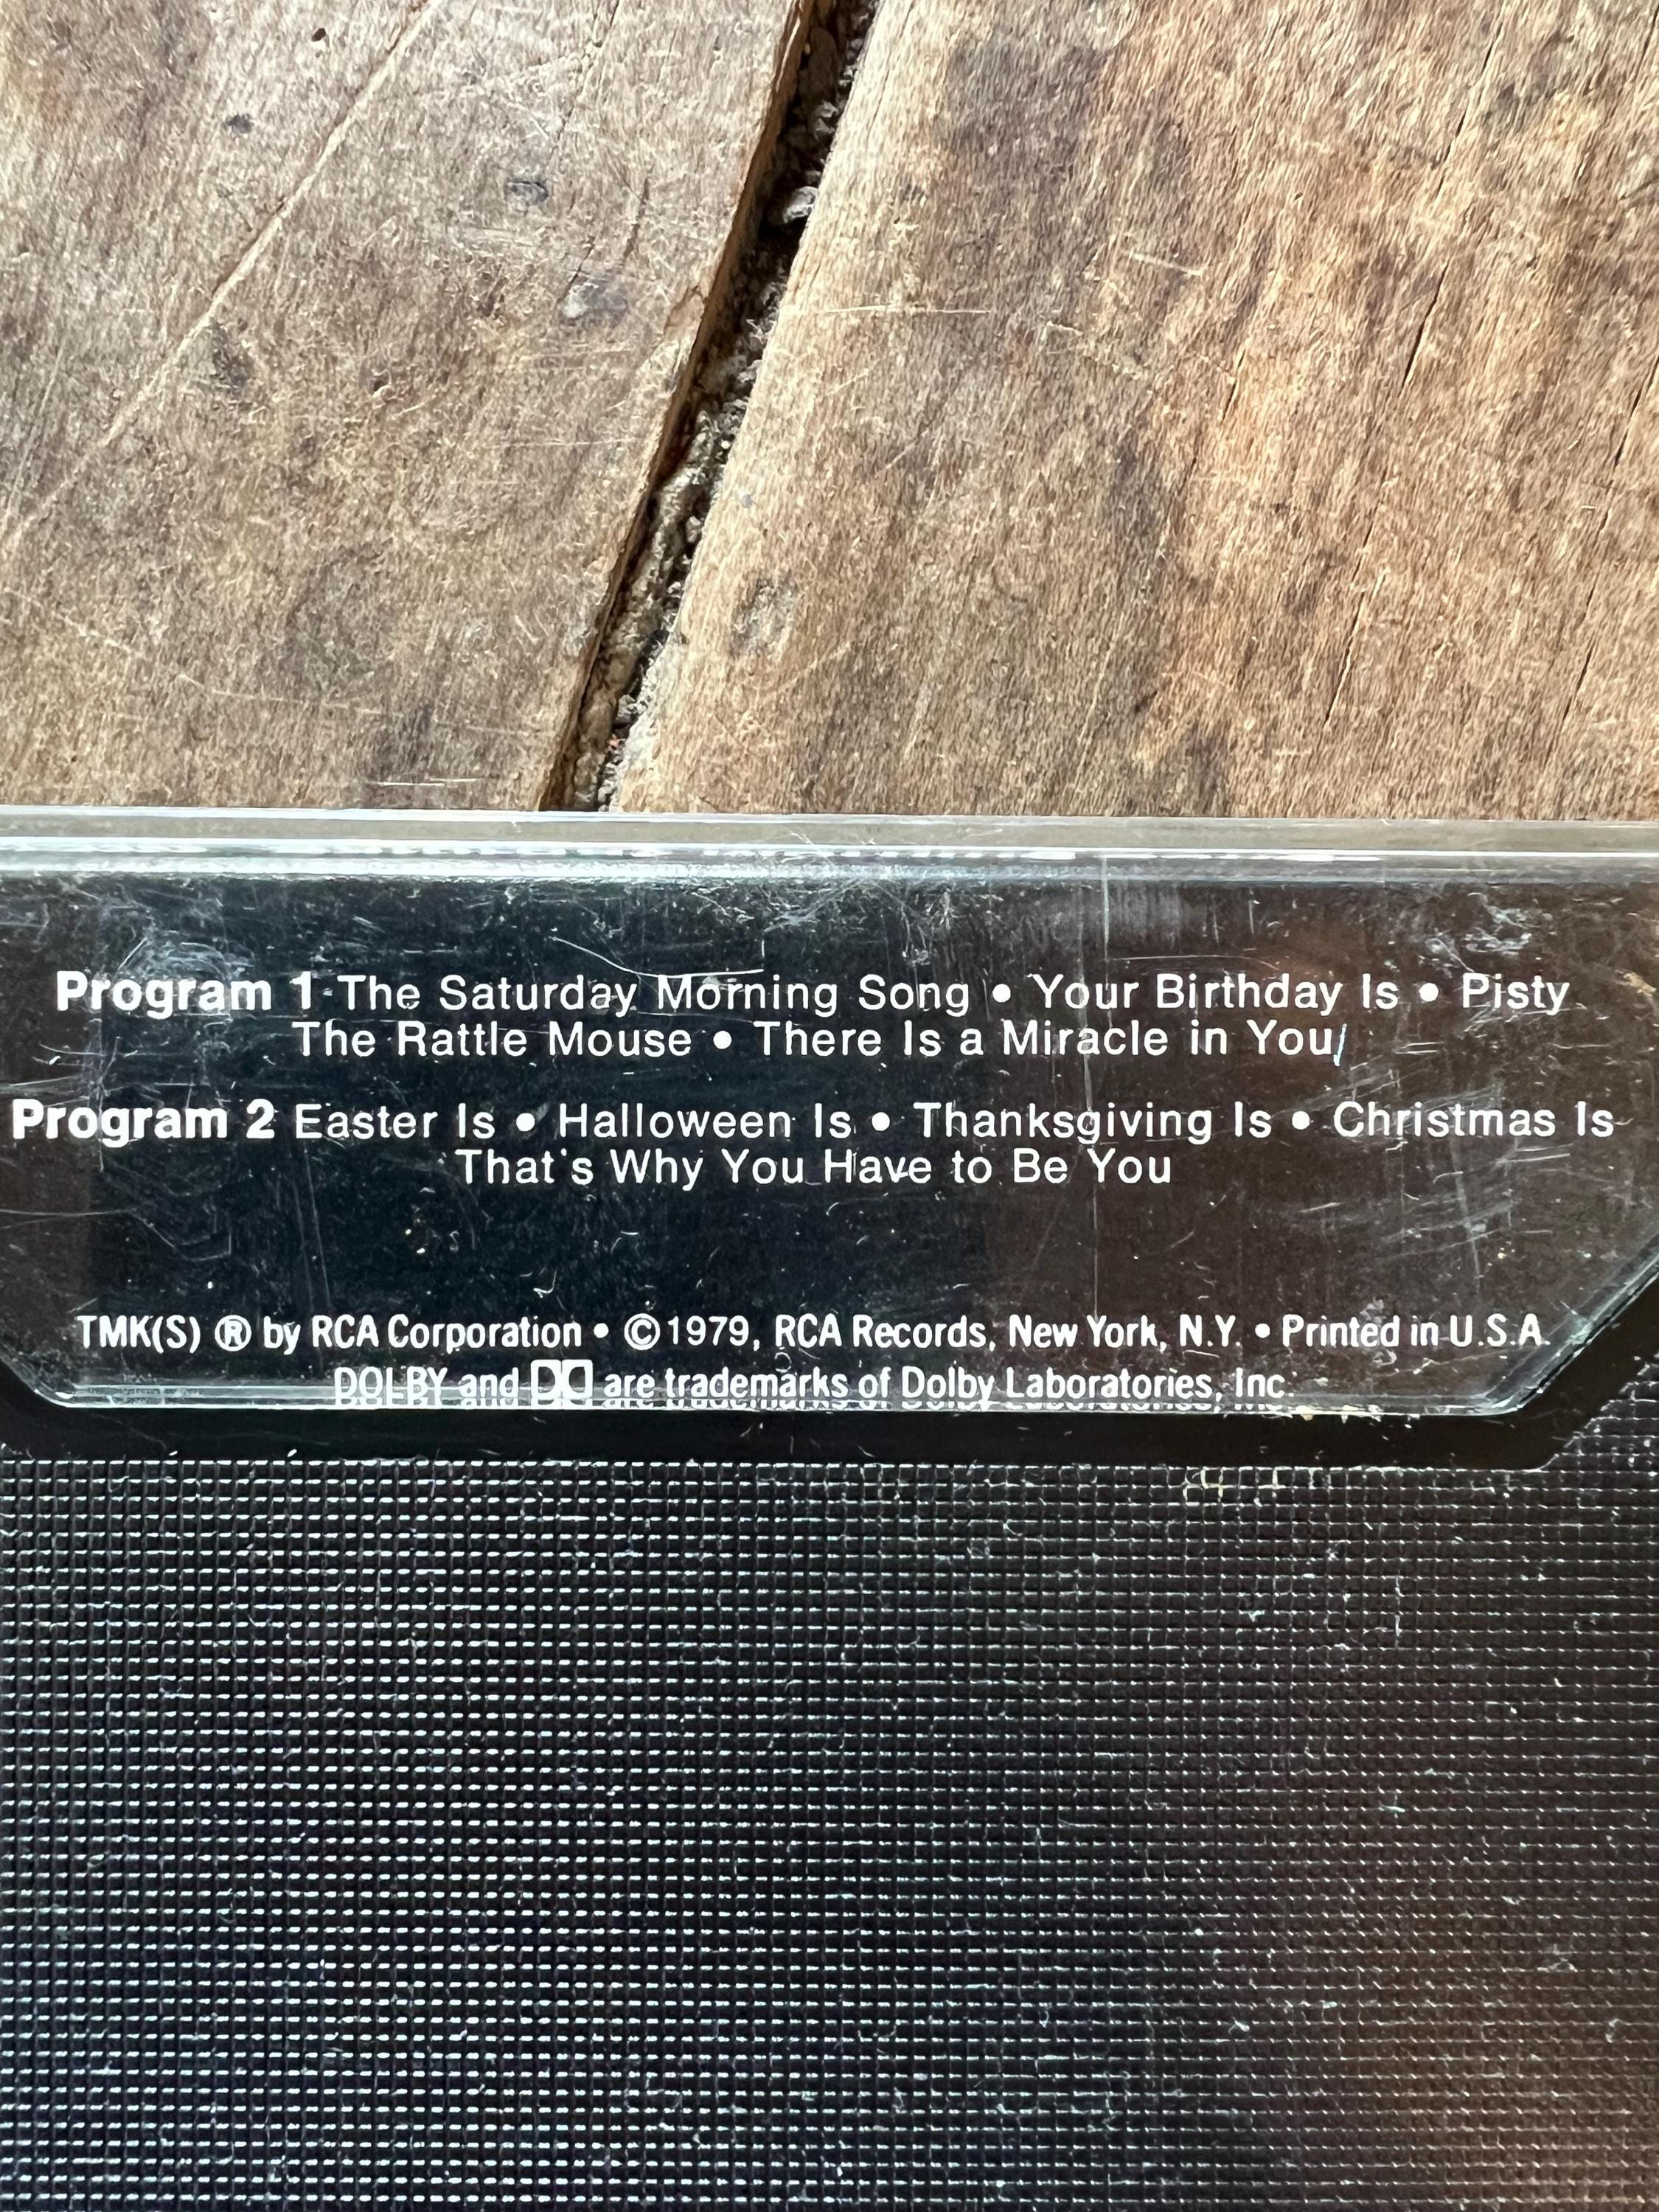 Program 1 The Saturday Morning Song • Your Birthday Is • Pisty
The Rattle Mouse • There Is a Miracle in You
Program 2 Easter Is • Halloween Is • Thanksgiving Is • Christmas Is
That's Why You Have to Be You
TMK(S) ® by RCA Corporation • © 1979, RCA Records, New York, N.Y. • Printed in U.S.A.
DOLBY and are trademarks of Dolby Laboratories, Inc.